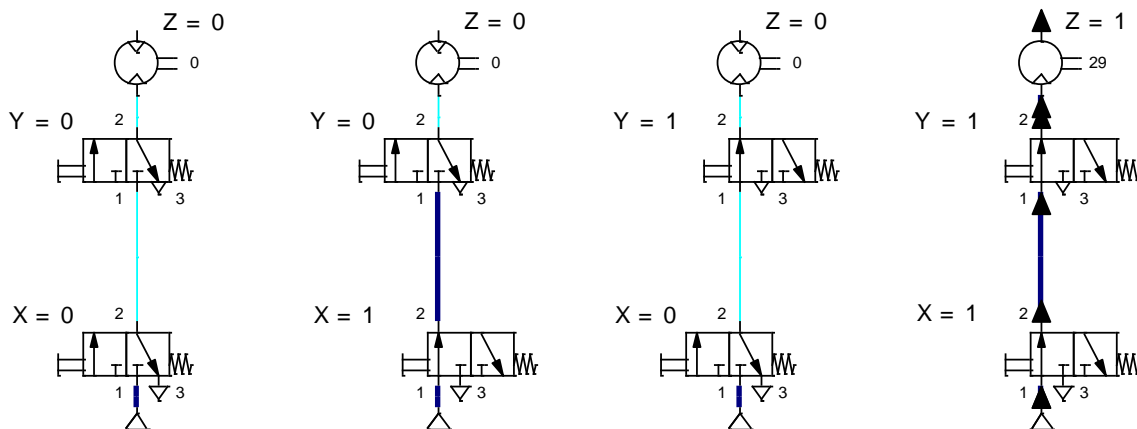 Z = 0
0
Y = 0
2
1
3
X = 0
2
1
3
Z = 0
0
Y = 0
2
1
3
X = 1
2
1
3
Z = 0
0
Y = 1
2
1
3
X = 0
2
1
3
Z = 1
29
Y = 1
2
1
3
X = 1
2
1
3